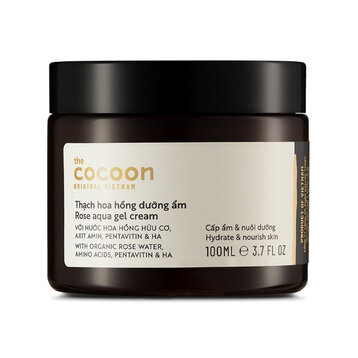 the
cocoon
ORIGINAL VIETNAM
Thạch hoa hồng dưỡng ẩm
Rose aqua gel cream
VỚI NƯỚC HOA HỒNG HỮU CƠ,
AXIT AMIN, PENTAVITIN & HA
WITH ORGANIC ROSE WATER,
AMINO ACIDS, PENTAVITIN & HA
Cấp ẩm & nuôi dưỡng
Hydrate & nourish skin
100ML ℮ 3.7 FL OZ
PRODUCT OF VIETNAM